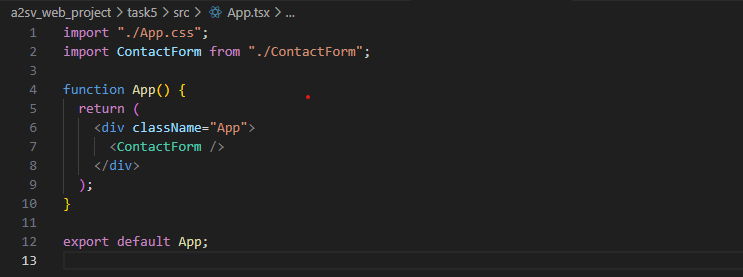 a2sv_web_project > task5 > src > App.tsx > ...
1 import "./App.css";
2 import ContactForm from "./ContactForm";
3
4 function App() {
5   return (
6     <div className="App">
7       <ContactForm />
8     </div>
9   );
10 }
11
12 export default App;
13